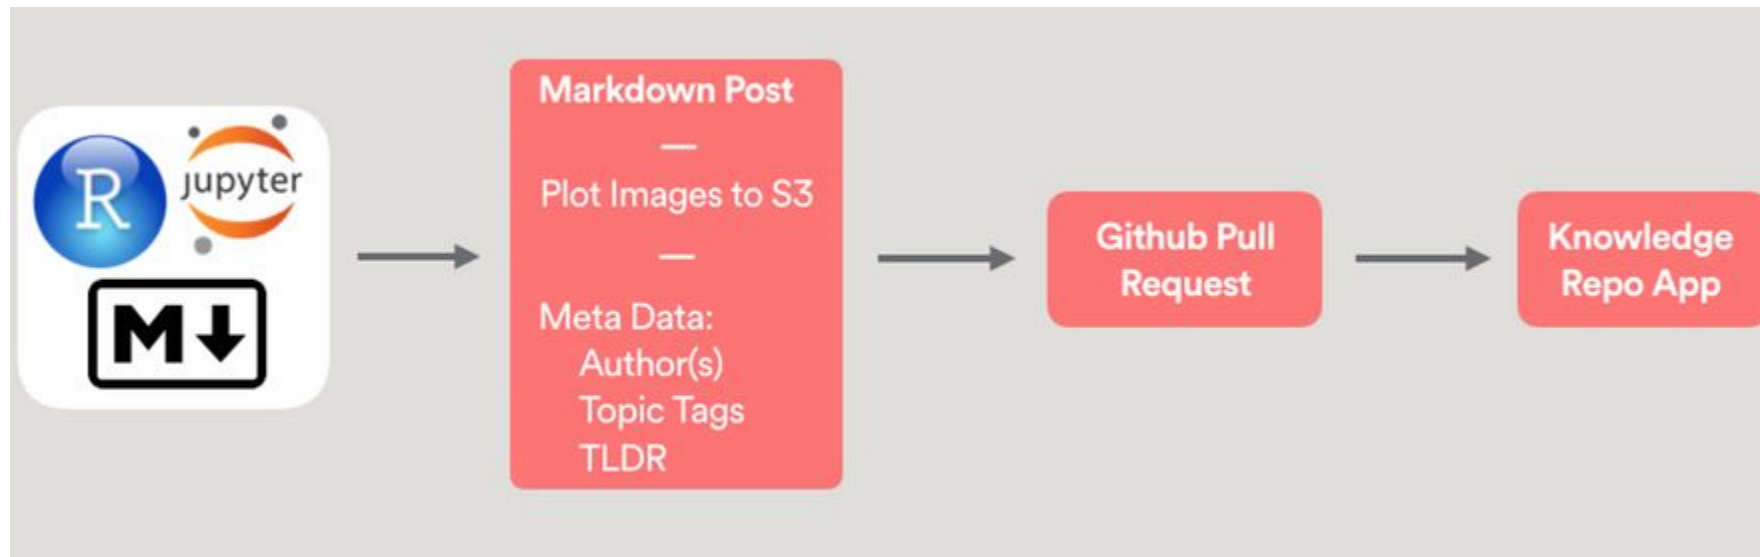 R
jupyter
M
Markdown Post
—
Plot Images to S3
—
Meta Data:
Author(s)
Topic Tags
TLDR
Github Pull
Request
Knowledge
Repo App